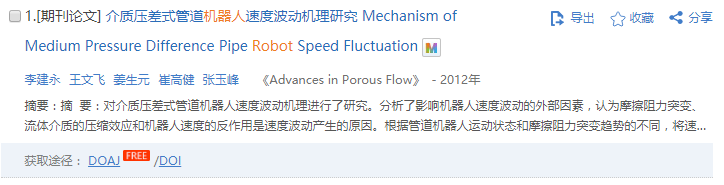 1.[期刊论文] 介质压差式管道机器人速度波动机理研究 Mechanism of 导出 收藏 分享
Medium Pressure Difference Pipe Robot Speed Fluctuation M
李建永 王文飞 姜生元 崔高健 张玉峰 《Advances in Porous Flow》 - 2012年
摘要：摘 要：对介质压差式管道机器人速度波动机理进行了研究。分析了影响机器人速度波动的外部因素，认为摩擦阻力突变、
流体介质的压缩效应和机器人速度的反作用是速度波动产生的原因。根据管道机器人运动状态和摩擦阻力突变趋势的不同，将速...
获取途径： DOAJ FREE /DOI